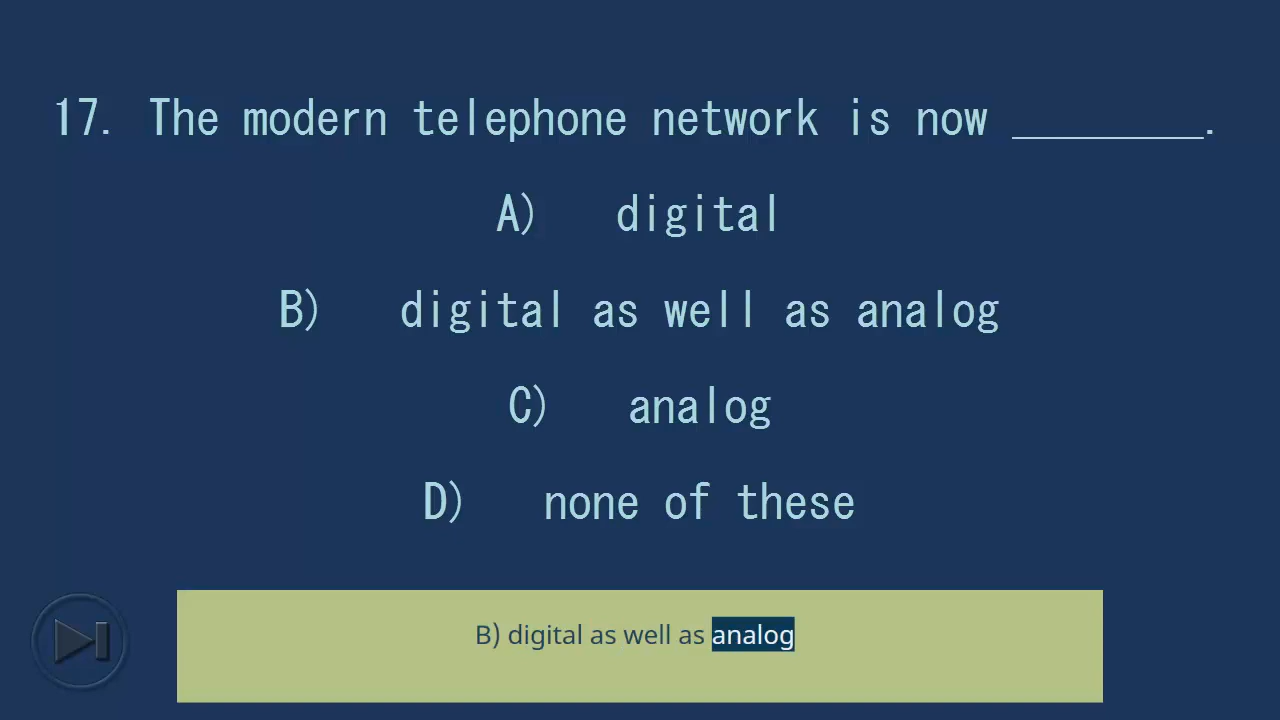 17. The modern telephone network is now ________.
A) digital
B) digital as well as analog
C) analog
D) none of these
B) digital as well as analog